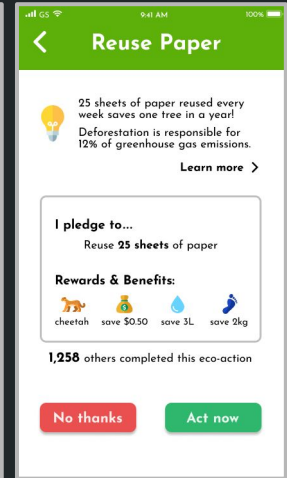 GS 9:41 AM 100%
Reuse Paper
25 sheets of paper reused every
week saves one tree in a year!
Deforestation is responsible for
12% of greenhouse gas emissions.
Learn more
I pledge to...
Reuse 25 sheets of paper
Rewards & Benefits:
cheetah save $0.50 save 3L save 2kg
1,258 others completed this eco-action
No thanks Act now